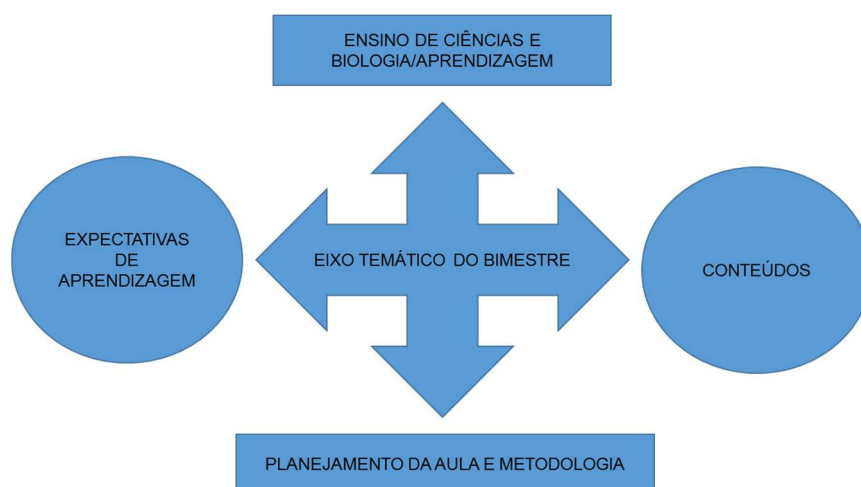 ENSINO DE CIÊNCIAS E
BIOLOGIA/APRENDIZAGEM
EXPECTATIVAS
DE
APRENDIZAGEM
EIXO TEMÁTICO DO BIMESTRE
CONTEÚDOS
PLANEJAMENTO DA AULA E METODOLOGIA